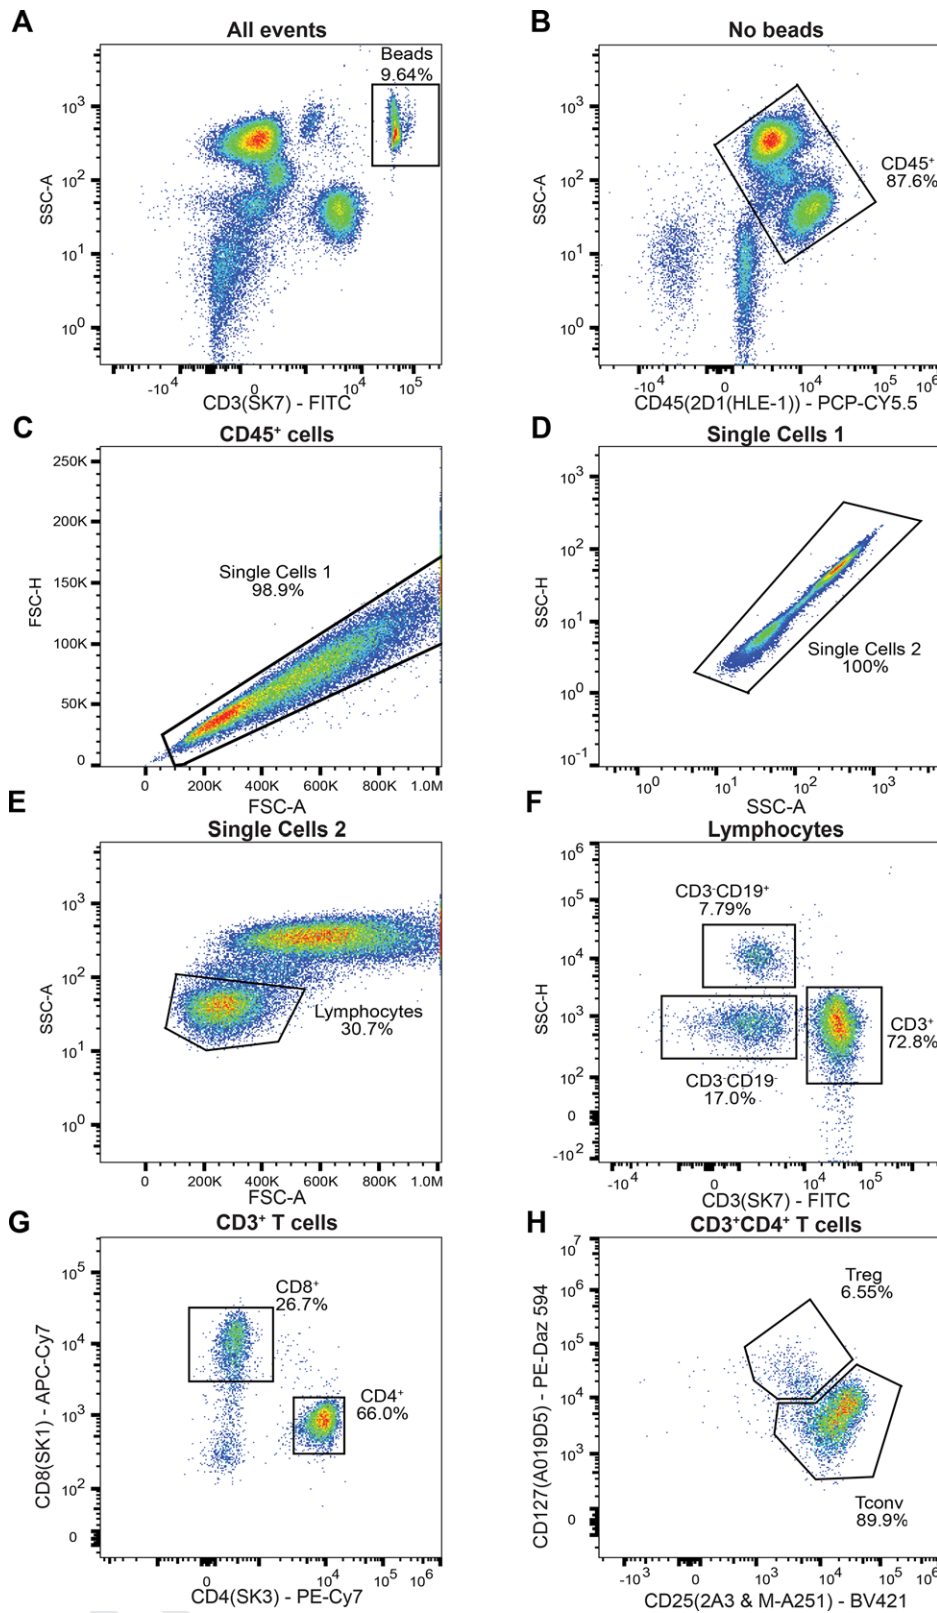 A
All events
Beads
9.64%
SSC-A
10³
10²
10¹
10⁰
-10⁴
0
10⁴
10⁵
CD3(SK7) - FITC
B
No beads
CD45⁺
87.6%
SSC-A
10³
10²
10¹
10⁰
-10⁴
0
10⁴
10⁵
10⁶
CD45(2D1(HLE-1)) - PCP-CY5.5
C
CD45⁺ cells
Single Cells 1
98.9%
FSC-H
250K
200K
150K
100K
50K
0
0
200K
400K
600K
800K
1.0M
FSC-A
D
Single Cells 1
Single Cells 2
100%
SSC-H
10³
10²
10¹
10⁰
10⁻¹
10⁰
10¹
10²
10³
SSC-A
E
Single Cells 2
Lymphocytes
30.7%
SSC-A
10³
10²
10¹
10⁰
0
200K
400K
600K
800K
1.0M
FSC-A
F
Lymphocytes
CD3⁻CD19⁺
7.79%
CD3⁺
72.8%
CD3⁻CD19⁻
17.0%
SSC-H
10⁶
10⁵
10⁴
10³
10²
0
-10²
-10⁴
0
10⁴
10⁵
CD3(SK7) - FITC
G
CD3⁺ T cells
CD8⁺
26.7%
CD4⁺
66.0%
CD8(SK1) - APC-Cy7
10⁵
10⁴
10³
10²
0
0
10⁴
10⁶
CD4(SK3) - PE-Cy7
H
CD3⁺CD4⁺ T cells
Treg
6.55%
Tconv
89.9%
CD127(A019D5) - PE-Daz 594
10⁷
10⁶
10⁵
10⁴
10³
0
-10³
0
10³
10⁴
10⁵
10⁶
CD25(2A3 & M-A251) - BV421